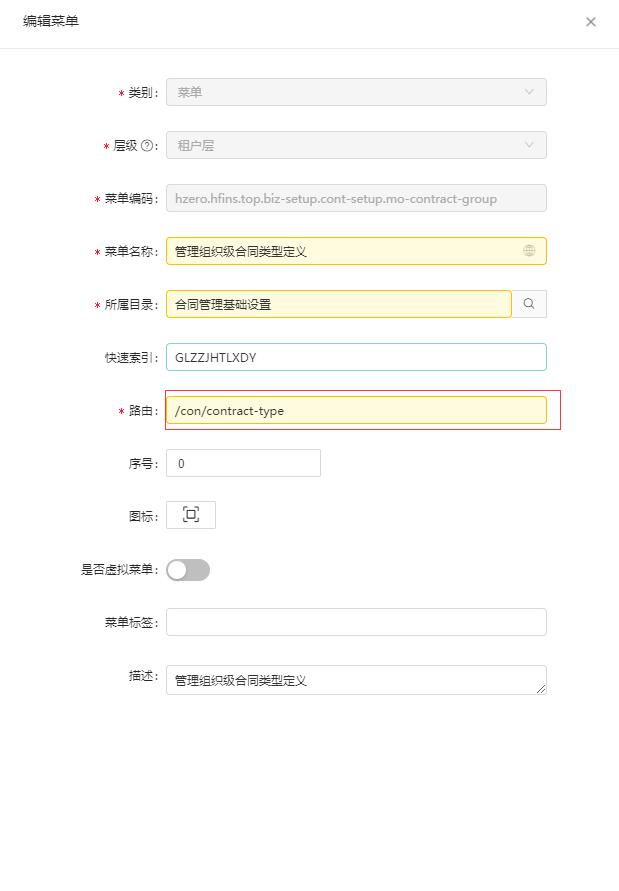 编辑菜单
* 类别: 菜单
* 层级 ?: 租户层
* 菜单编码: hzero.hfins.top.biz-setup.cont-setup.mo-contract-group
* 菜单名称: 管理组织级合同类型定义
* 所属目录: 合同管理基础设置
快速索引: GLZZJHTLXDY
* 路由: /con/contract-type
序号: 0
图标:
是否虚拟菜单:
菜单标签:
描述: 管理组织级合同类型定义